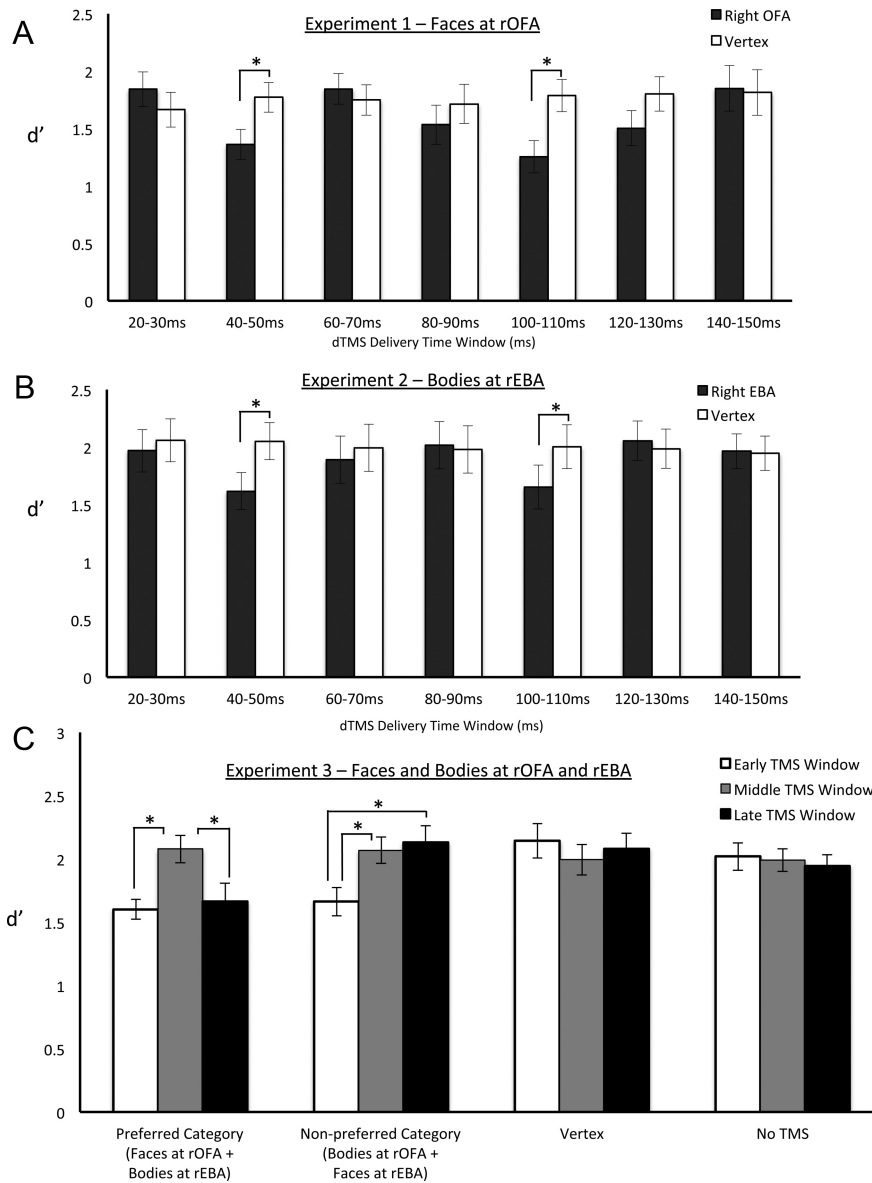 A
Experiment 1 – Faces at rOFA
Right OFA
Vertex
2.5
2
1.5
1
0.5
0
d’
*
*
20-30ms 40-50ms 60-70ms 80-90ms 100-110ms 120-130ms 140-150ms
dTMS Delivery Time Window (ms)
B
Experiment 2 – Bodies at rEBA
Right EBA
Vertex
2.5
2
1.5
1
0.5
0
d’
*
*
20-30ms 40-50ms 60-70ms 80-90ms 100-110ms 120-130ms 140-150ms
dTMS Delivery Time Window (ms)
C
Experiment 3 – Faces and Bodies at rOFA and rEBA
Early TMS Window
Middle TMS Window
Late TMS Window
3
2.5
2
1.5
1
0.5
0
d’
* *
*
*
Preferred Category
(Faces at rOFA +
Bodies at rEBA)
Non-preferred Category
(Bodies at rOFA +
Faces at rEBA)
Vertex
No TMS